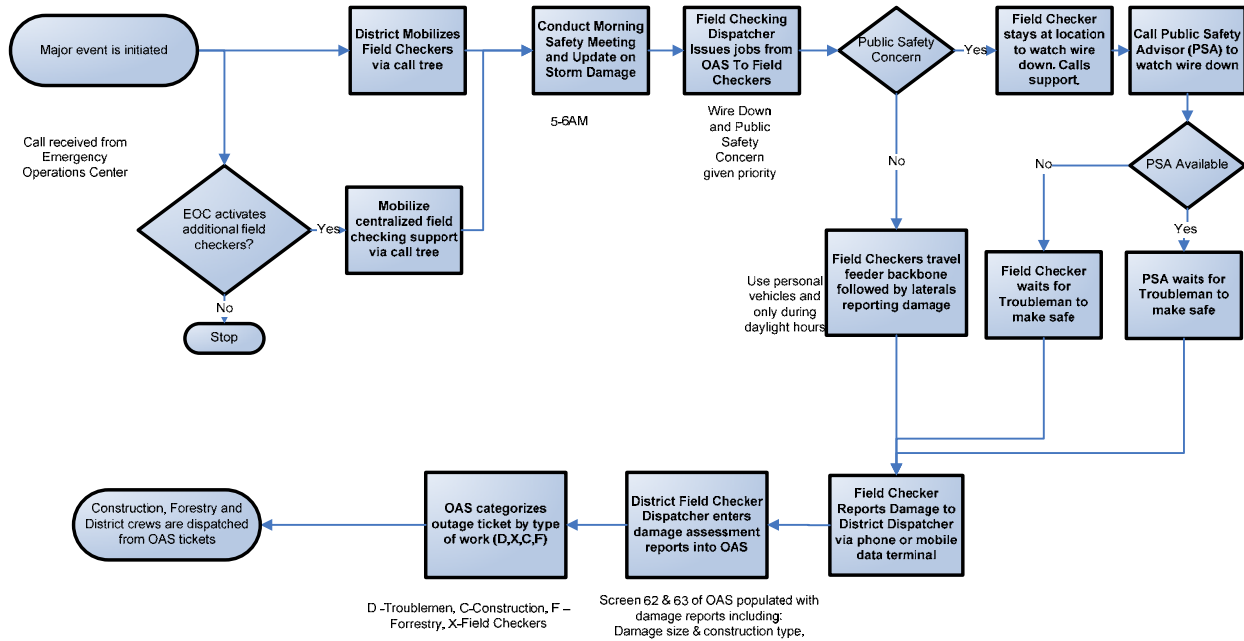 Major event is initiated
District Mobilizes
Field Checkers
via call tree
Conduct Morning
Safety Meeting
and Update on
Storm Damage
Field Checking
Dispatcher
Issues jobs from
OAS To Field
Checkers
Public Safety
Concern
Yes
Field Checker
stays at location
to watch wire
down. Calls
support.
Call Public Safety
Advisor (PSA) to
watch wire down
5-6AM
Wire Down
and Public
Safety
Concern
given priority
Call received from
Emergency
Operations Center
No
No
PSA Available
Yes
EOC activates
additional field
checkers?
Yes
Mobilize
centralized field
checking support
via call tree
No
Stop
Use personal
vehicles and
only during
daylight hours
Field Checkers travel
feeder backbone
followed by laterals
reporting damage
Field Checker
waits for
Troubleman to
make safe
PSA waits for
Troubleman to
make safe
Construction, Forestry and
District crews are dispatched
from OAS tickets
OAS categorizes
outage ticket by type
of work (D,X,C,F)
District Field Checker
Dispatcher enters
damage assessment
reports into OAS
Field Checker
Reports Damage to
District Dispatcher
via phone or mobile
data terminal
D -Troublemen, C-Construction, F –
Forrestry, X-Field Checkers
Screen 62 & 63 of OAS populated with
damage reports including:
Damage size & construction type,